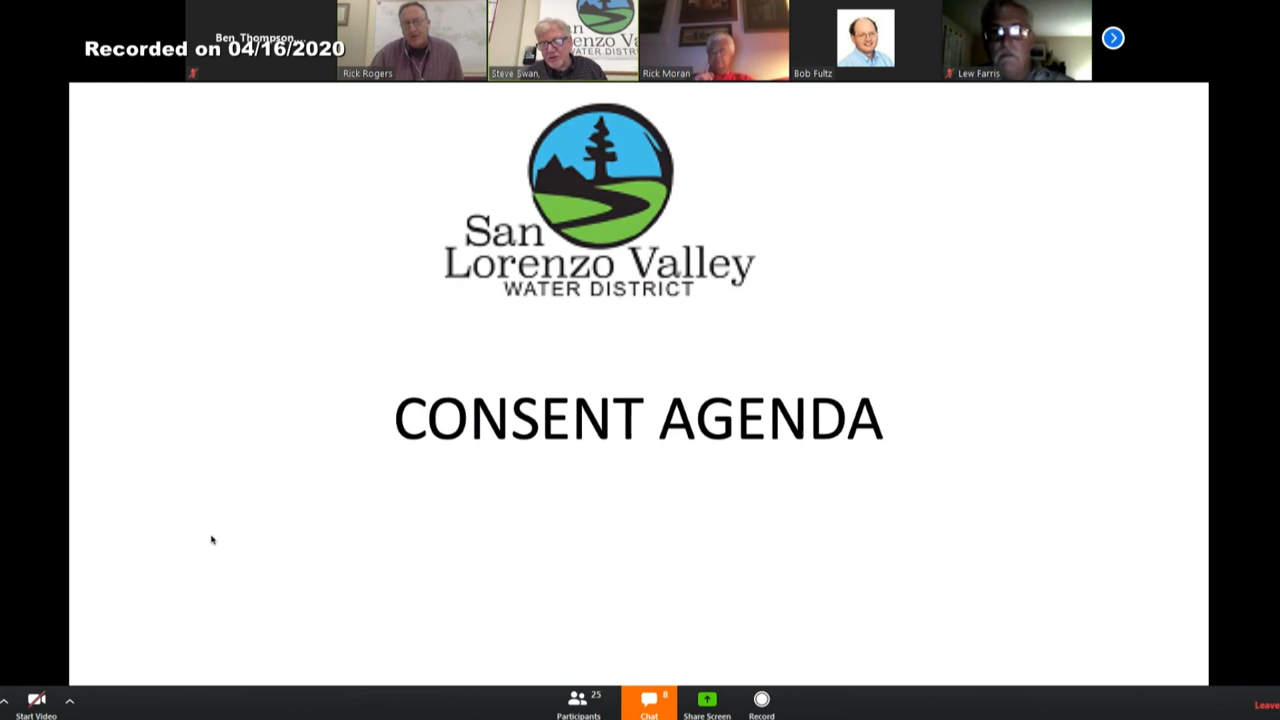 Recorded on 04/16/2020
Ben Thompson...
Rick Rogers
Steve Swan,
Rick Moran
Bob Fultz
Lew Farris
San
Lorenzo Valley
WATER DISTRICT
CONSENT AGENDA
Start Video
25
Participants
Chat
Share Screen
Record
Leave